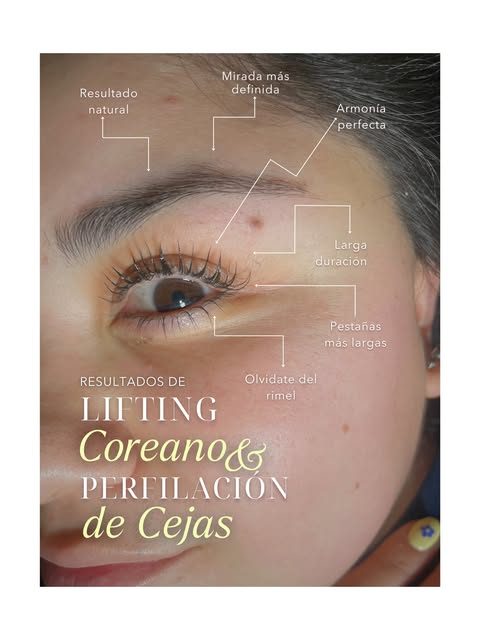 Mirada más
definida
Resultado
natural
Armonía
perfecta
Larga
duración
Pestañas
más largas
Olvidate del
rimel
RESULTADOS DE
LIFTING
Coreano&
PERFILACIÓN
de Cejas